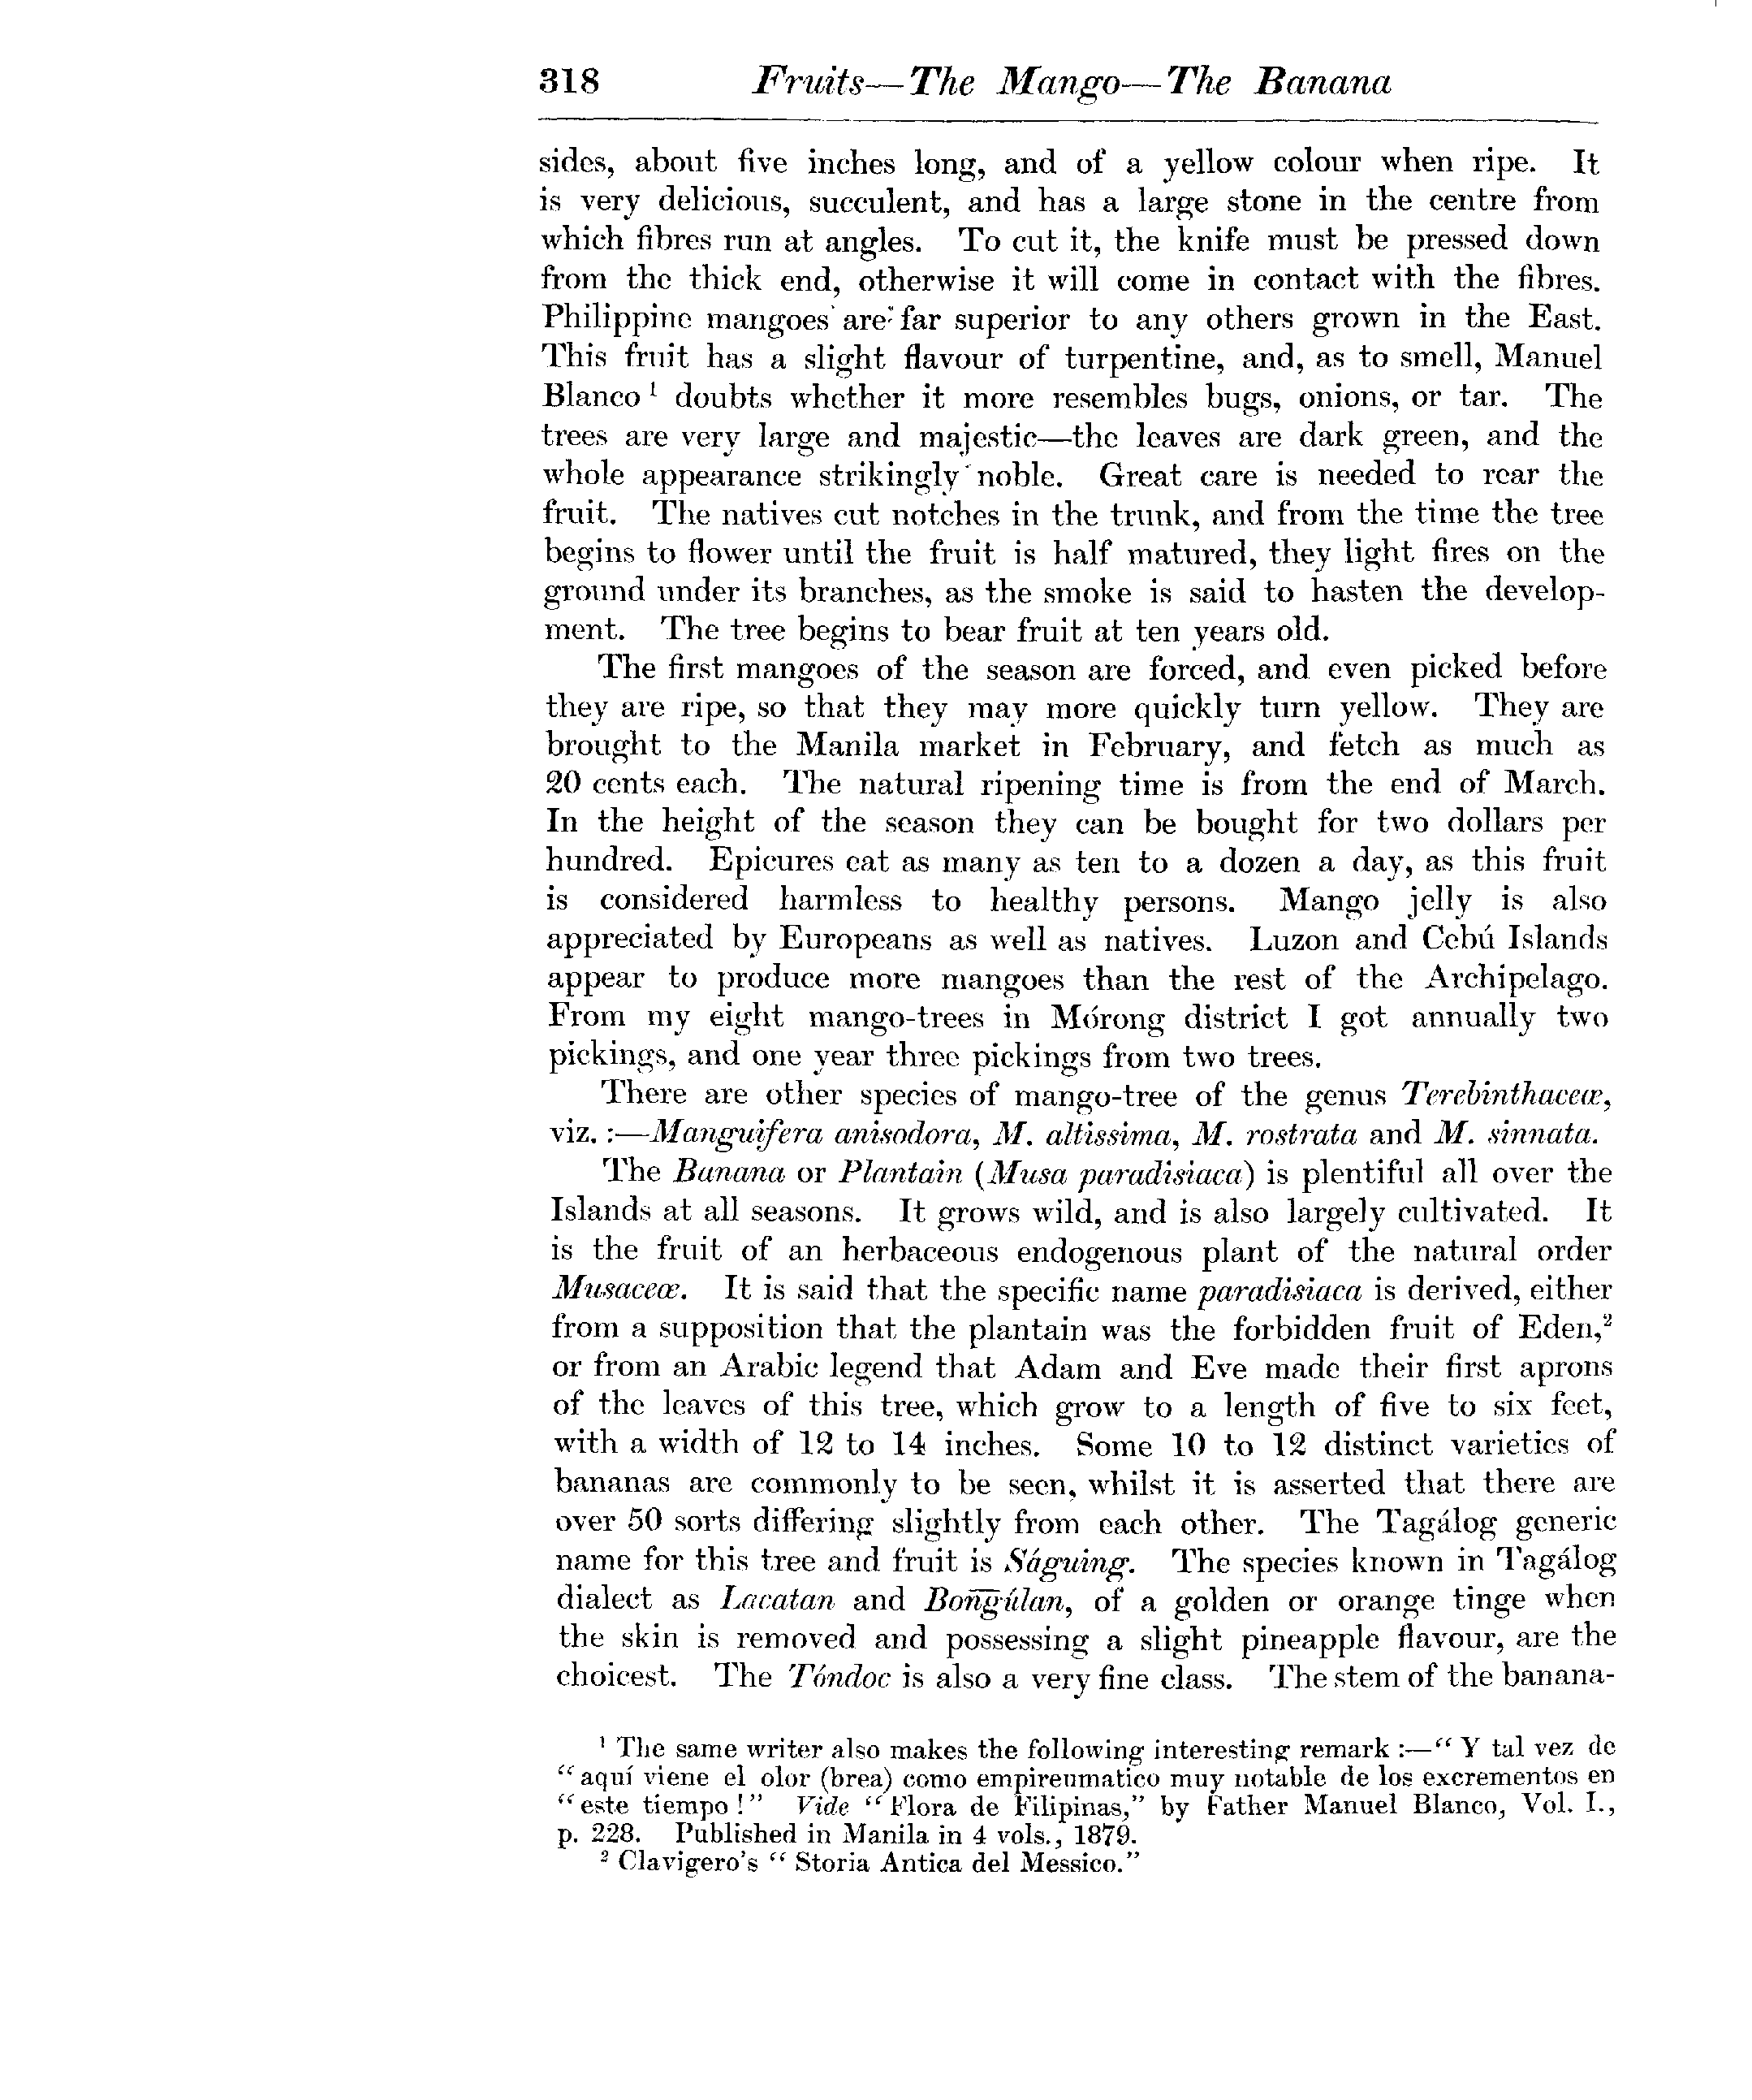 318 Fruits—The Mango—The Banana
sides, about five inches long, and of a yellow colour when ripe. It
is very delicious, succulent, and has a large stone in the centre from
which fibres run at angles. To cut it, the knife must be pressed down
from the thick end, otherwise it will come in contact with the fibres.
Philippine mangoes are far superior to any others grown in the East.
This fruit has a slight flavour of turpentine, and, as to smell, Manuel
Blanco ¹ doubts whether it more resembles bugs, onions, or tar. The
trees are very large and majestic—the leaves are dark green, and the
whole appearance strikingly noble. Great care is needed to rear the
fruit. The natives cut notches in the trunk, and from the time the tree
begins to flower until the fruit is half matured, they light fires on the
ground under its branches, as the smoke is said to hasten the develop-
ment. The tree begins to bear fruit at ten years old.
The first mangoes of the season are forced, and even picked before
they are ripe, so that they may more quickly turn yellow. They are
brought to the Manila market in February, and fetch as much as
20 cents each. The natural ripening time is from the end of March.
In the height of the season they can be bought for two dollars per
hundred. Epicures eat as many as ten to a dozen a day, as this fruit
is considered harmless to healthy persons. Mango jelly is also
appreciated by Europeans as well as natives. Luzon and Cebú Islands
appear to produce more mangoes than the rest of the Archipelago.
From my eight mango-trees in Mórong district I got annually two
pickings, and one year three pickings from two trees.
There are other species of mango-tree of the genus Terebinthaceæ,
viz. :—Manguifera anisodora, M. altissima, M. rostrata and M. sinnata.
The Banana or Plantain (Musa paradisiaca) is plentiful all over the
Islands at all seasons. It grows wild, and is also largely cultivated. It
is the fruit of an herbaceous endogenous plant of the natural order
Musaceæ. It is said that the specific name paradisiaca is derived, either
from a supposition that the plantain was the forbidden fruit of Eden,²
or from an Arabic legend that Adam and Eve made their first aprons
of the leaves of this tree, which grow to a length of five to six feet,
with a width of 12 to 14 inches. Some 10 to 12 distinct varieties of
bananas are commonly to be seen, whilst it is asserted that there are
over 50 sorts differing slightly from each other. The Tagálog generic
name for this tree and fruit is Ságuing. The species known in Tagálog
dialect as Lacatan and Boñgúlan, of a golden or orange tinge when
the skin is removed and possessing a slight pineapple flavour, are the
choicest. The Tóndoc is also a very fine class. The stem of the banana-
¹ The same writer also makes the following interesting remark :—“ Y tal vez de
“ aquí viene el olor (brea) como empireumatico muy notable de los excrementos en
“ este tiempo ! ” Vide “ Flora de Filipinas,” by Father Manuel Blanco, Vol. I.,
p. 228. Published in Manila in 4 vols., 1879.
² Clavigero's “ Storia Antica del Messico.”